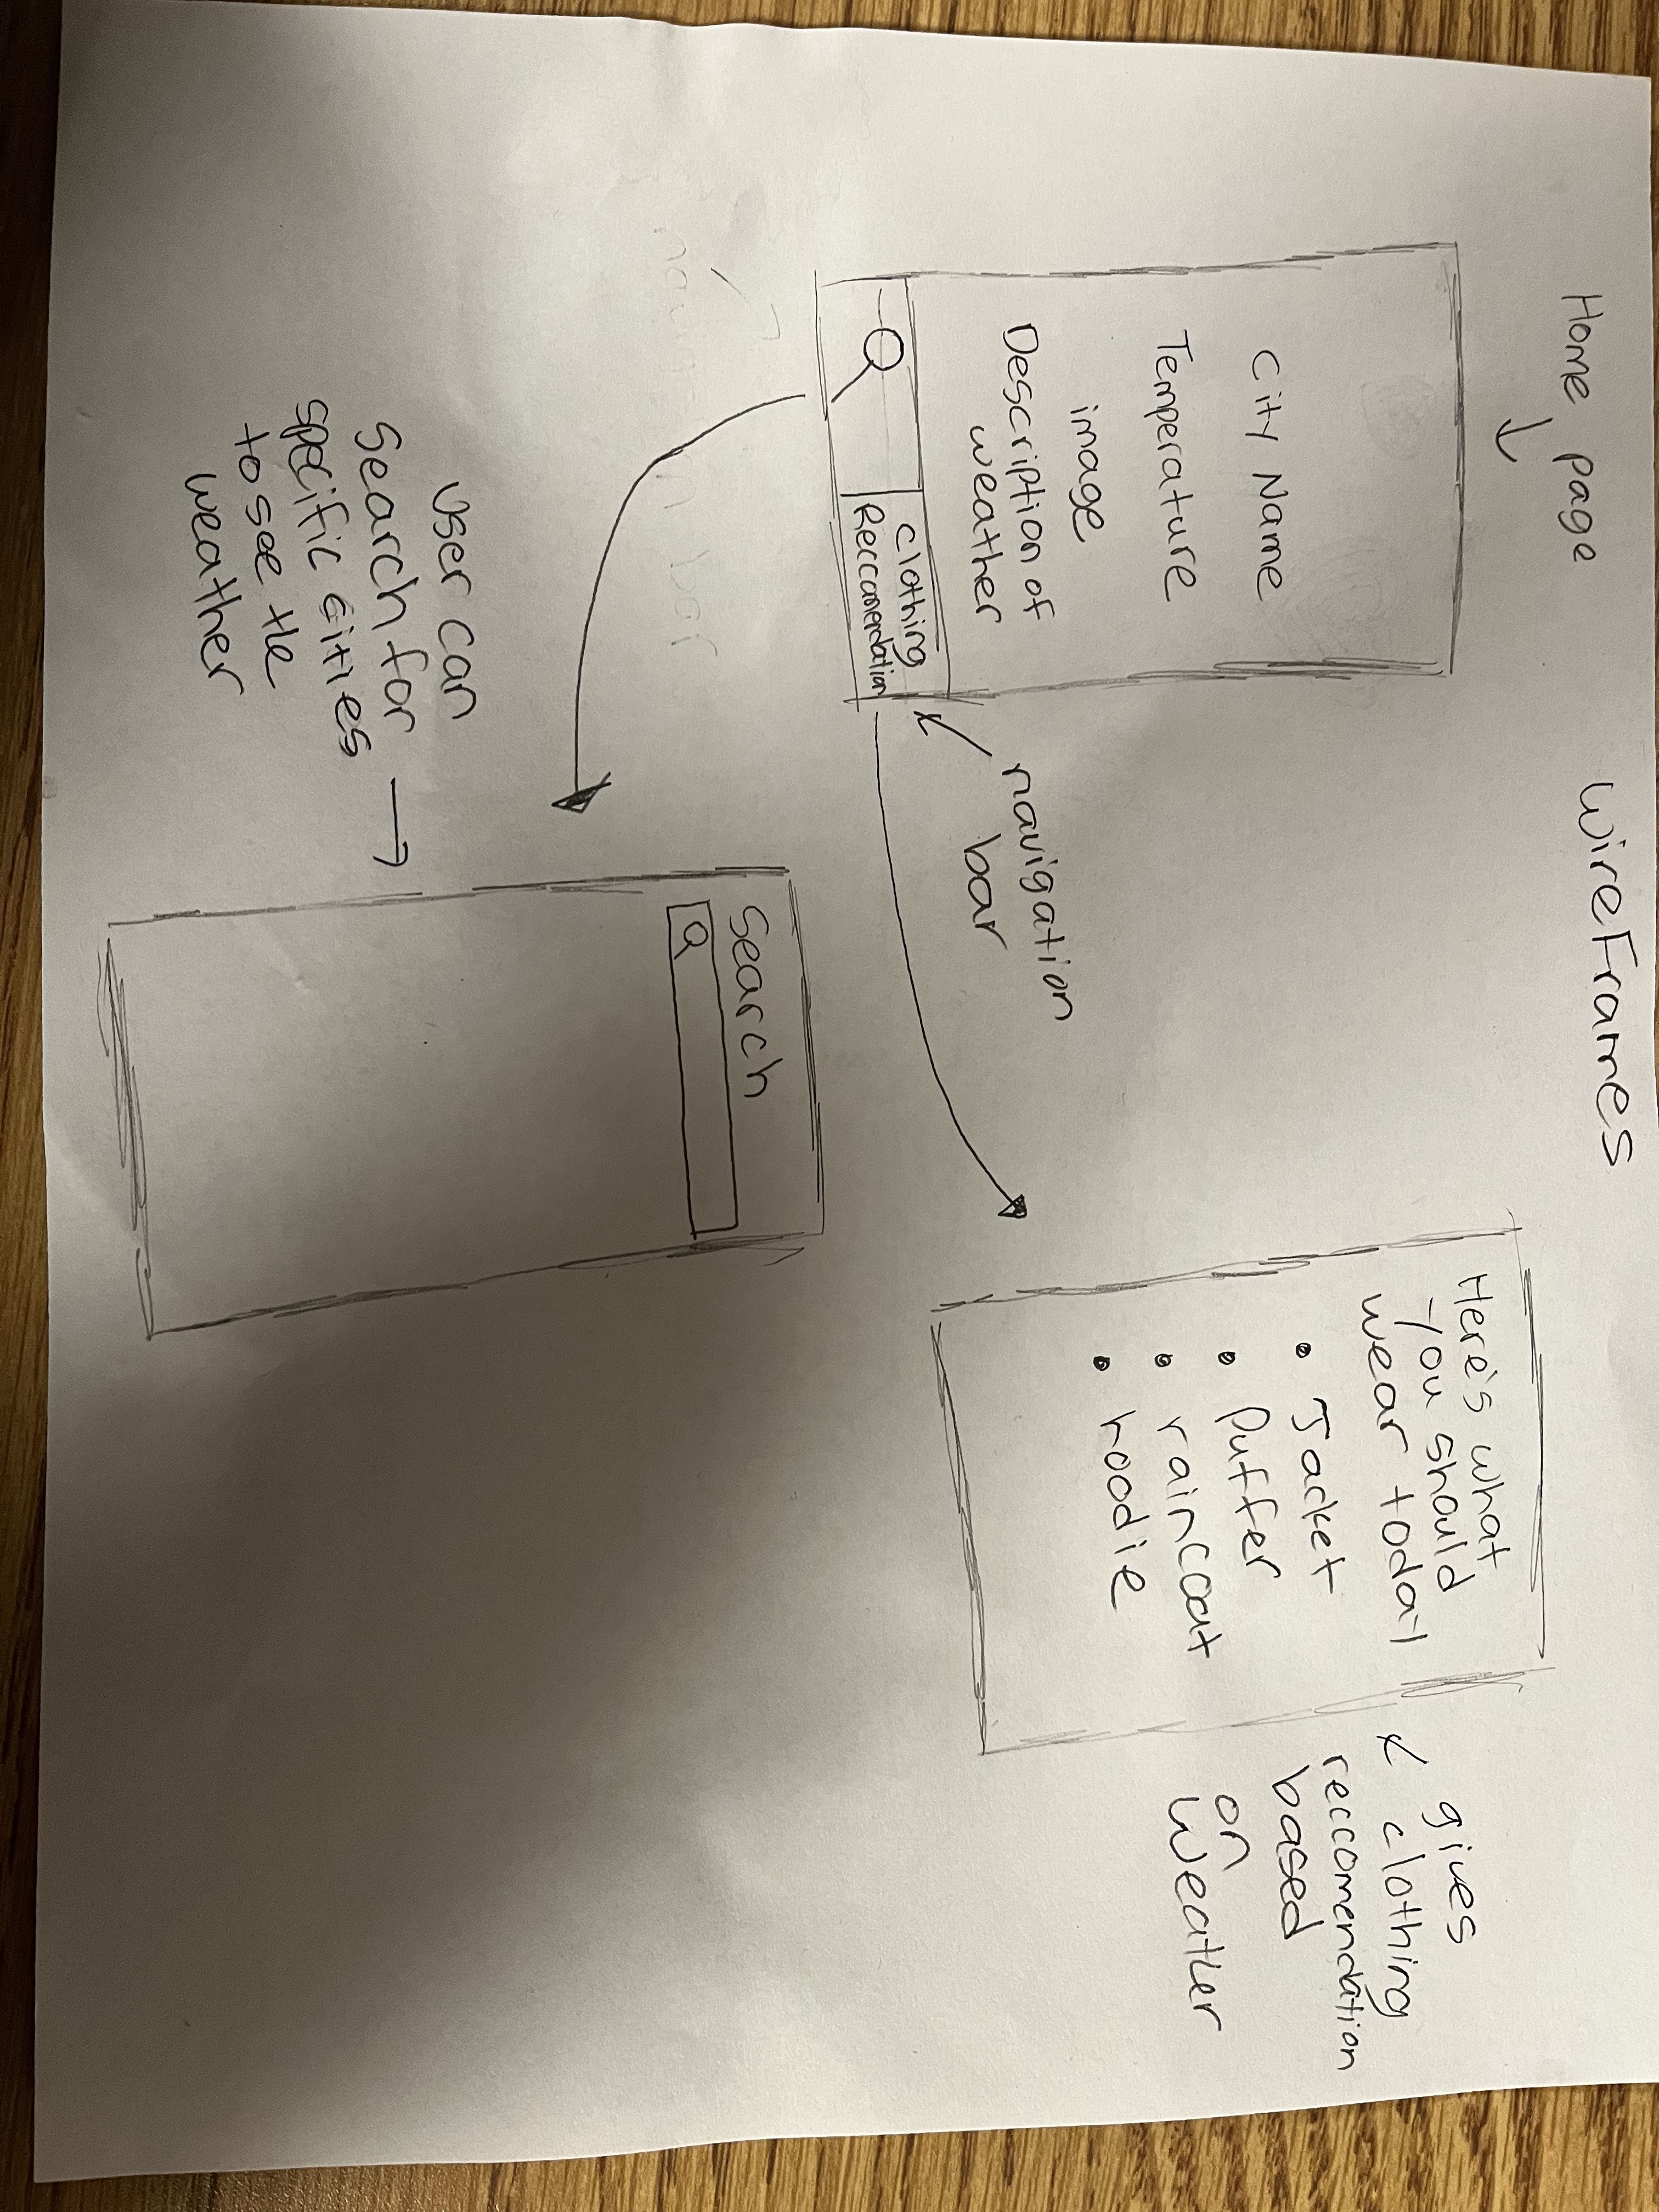 WireFrames
Home page
City Name
Temperature
image
Description of
weather
Clothing
Reccomendation
navigation
bar
Here's what
you should
wear today
• Jacket
• Puffer
• raincoat
• hoodie
gives
clothing
reccomendation
based
on
weather
navigation bar
Search
User can
Search for
specific cities
to see the
weather